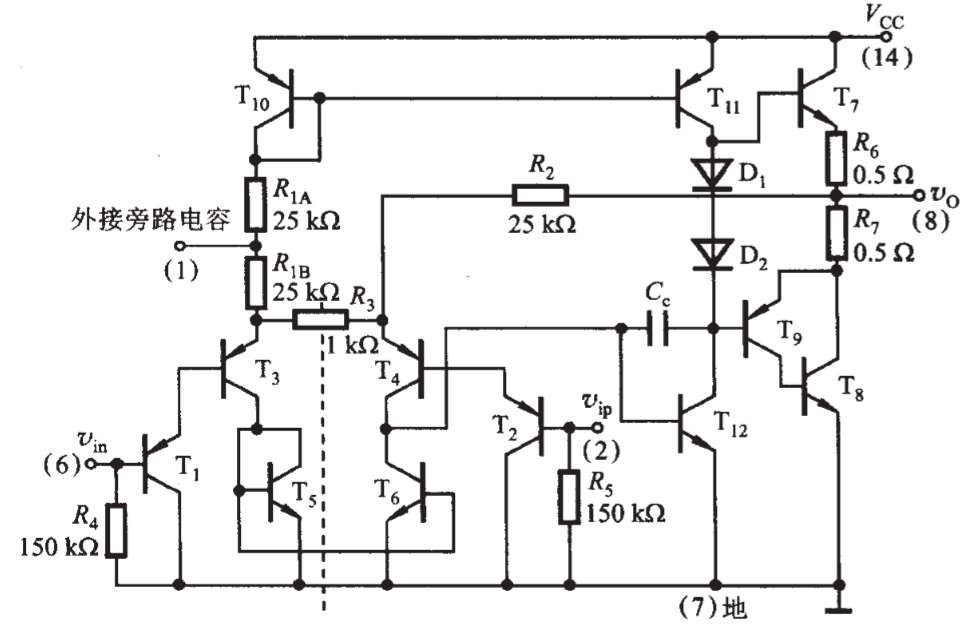 V_CC
(14)
T_10
T_11
T_7
R_6
0.5 Ω
R_2
25 kΩ
D_1
v_O
(8)
R_1A
25 kΩ
外接旁路电容
(1)
R_7
0.5 Ω
D_2
R_1B
25 kΩ
R_3
1 kΩ
C_c
T_3
T_4
T_9
T_8
v_in
(6)
T_1
T_2
v_ip
(2)
T_12
T_5
T_6
R_4
150 kΩ
R_5
150 kΩ
(7)地